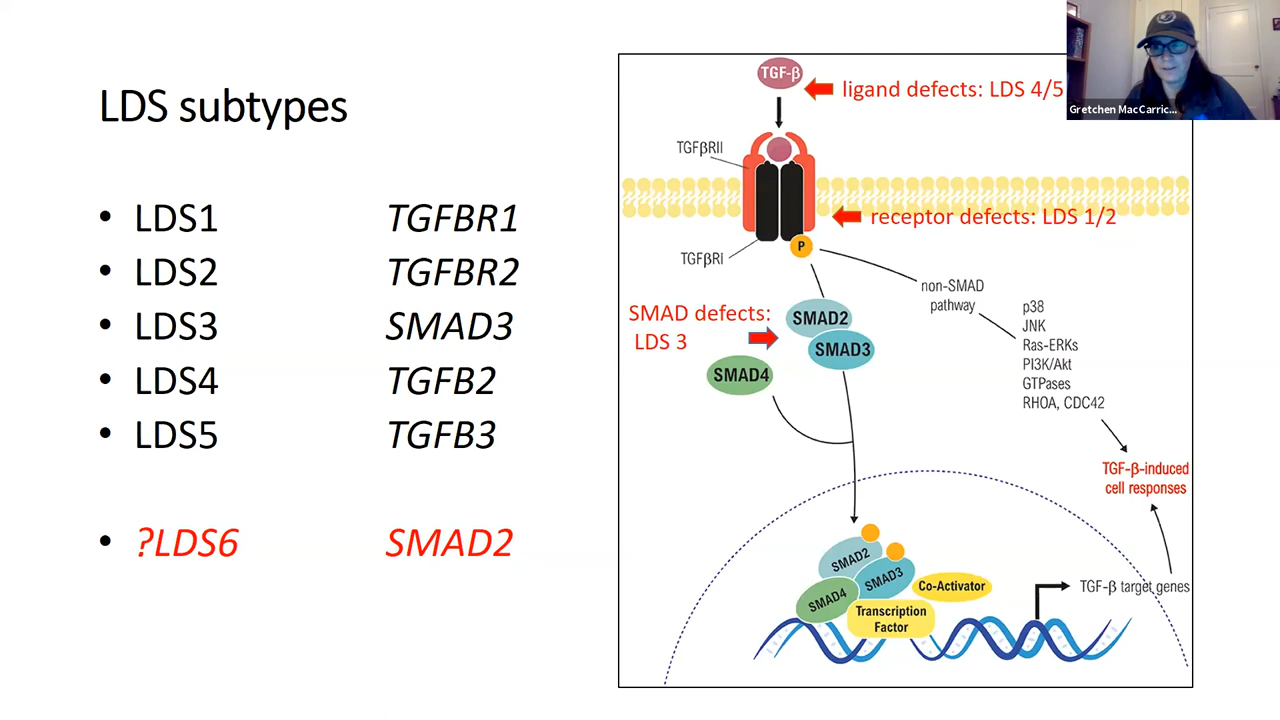 LDS subtypes
• LDS1 TGFBR1
• LDS2 TGFBR2
• LDS3 SMAD3
• LDS4 TGFB2
• LDS5 TGFB3
• ?LDS6 SMAD2
TGF-β
ligand defects: LDS 4/5
TGFβRII
receptor defects: LDS 1/2
TGFβRI
P
non-SMAD
pathway
SMAD defects:
LDS 3
SMAD2
SMAD3
SMAD4
p38
JNK
Ras-ERKs
PI3K/Akt
GTPases
RHOA, CDC42
TGF-β-induced
cell responses
SMAD2
SMAD3
SMAD4
Co-Activator
Transcription
Factor
TGF-β target genes
Gretchen MacCarric...